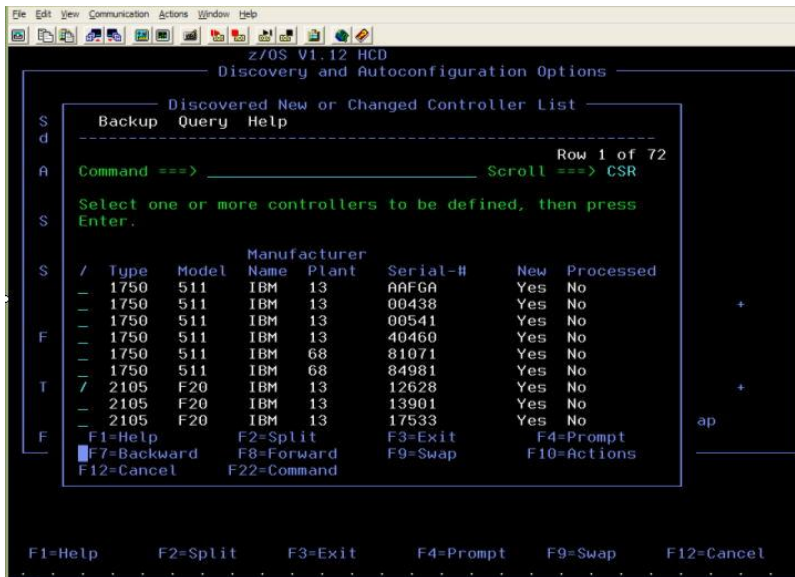 File Edit View Communication Actions Window Help
z/OS V1.12 HCD
Discovery and Autoconfiguration Options
Discovered New or Changed Controller List
S Backup Query Help
d
Row 1 of 72
A Command ===> Scroll ===> CSR
Select one or more controllers to be defined, then press
S Enter.
Manufacturer
S / Type Model Name Plant Serial-# New Processed
_ 1750 511 IBM 13 AAFGA Yes No
_ 1750 511 IBM 13 00438 Yes No +
_ 1750 511 IBM 13 00541 Yes No
F _ 1750 511 IBM 13 40460 Yes No
_ 1750 511 IBM 68 81071 Yes No
_ 1750 511 IBM 68 84981 Yes No
T / 2105 F20 IBM 13 12628 Yes No +
_ 2105 F20 IBM 13 13901 Yes No
_ 2105 F20 IBM 13 17533 Yes No ap
F F1=Help F2=Split F3=Exit F4=Prompt
F7=Backward F8=Forward F9=Swap F10=Actions
F12=Cancel F22=Command
F1=Help F2=Split F3=Exit F4=Prompt F9=Swap F12=Cancel